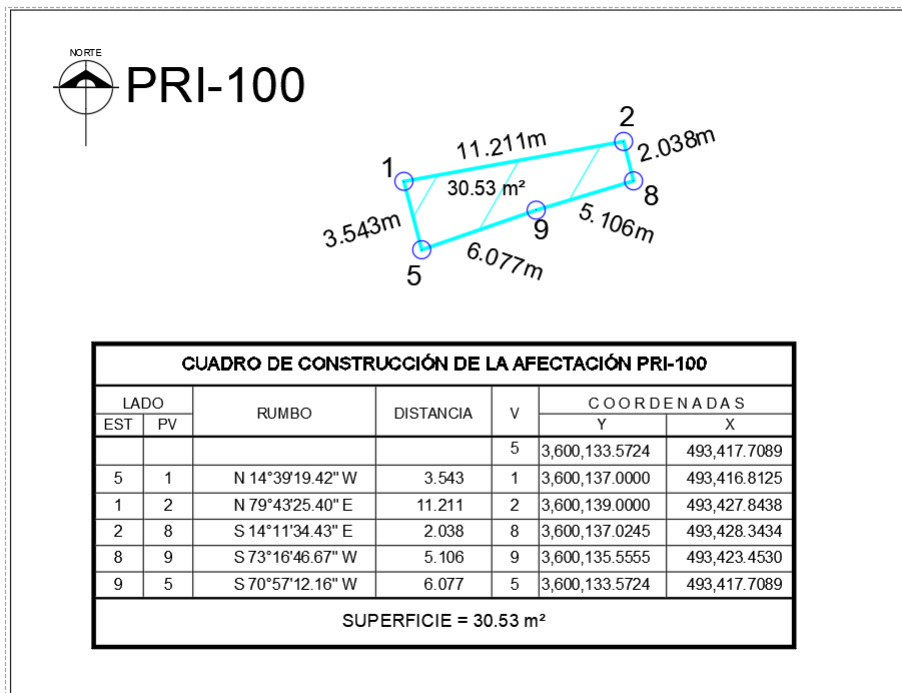 NORTE
PRI-100
2
11.211m
2.038m
1
30.53 m²
8
3.543m
9
5.106m
5
6.077m
CUADRO DE CONSTRUCCIÓN DE LA AFECTACIÓN PRI-100
LADO RUMBO DISTANCIA V COORDENADAS
EST PV Y X
5 3,600,133.5724 493,417.7089
5 1 N 14°39'19.42" W 3.543 1 3,600,137.0000 493,416.8125
1 2 N 79°43'25.40" E 11.211 2 3,600,139.0000 493,427.8438
2 8 S 14°11'34.43" E 2.038 8 3,600,137.0245 493,428.3434
8 9 S 73°16'46.67" W 5.106 9 3,600,135.5555 493,423.4530
9 5 S 70°57'12.16" W 6.077 5 3,600,133.5724 493,417.7089
SUPERFICIE = 30.53 m²